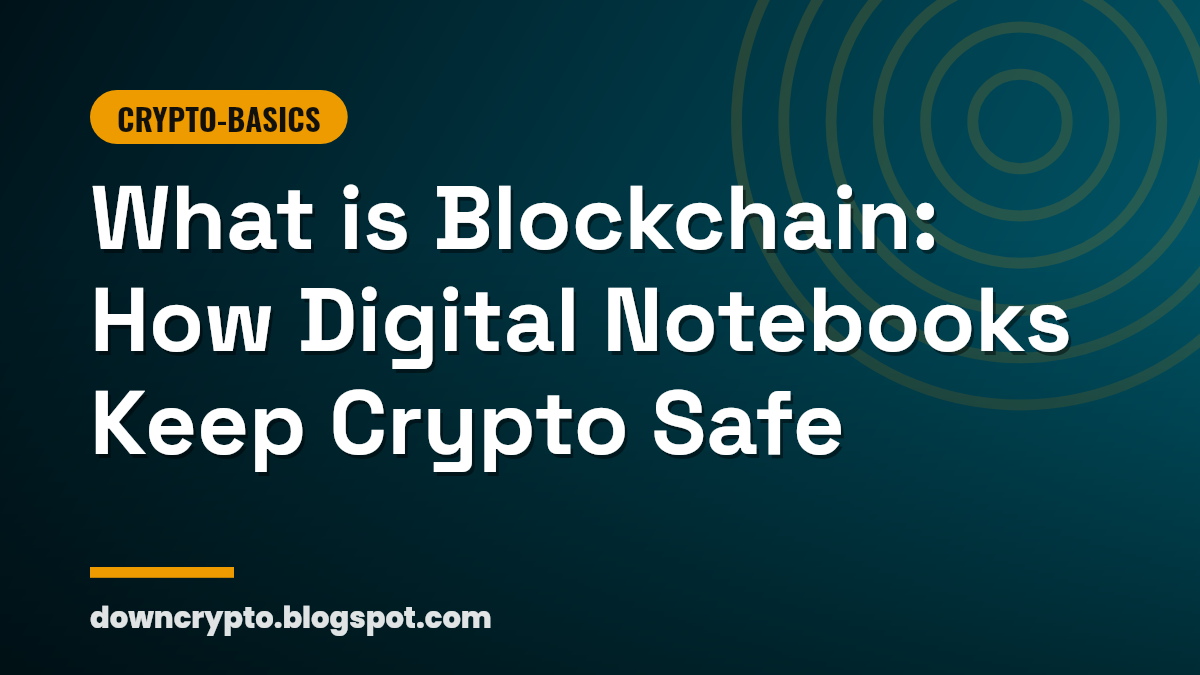 CRYPTO-BASICS
What is Blockchain:
How Digital Notebooks
Keep Crypto Safe
downcrypto.blogspot.com